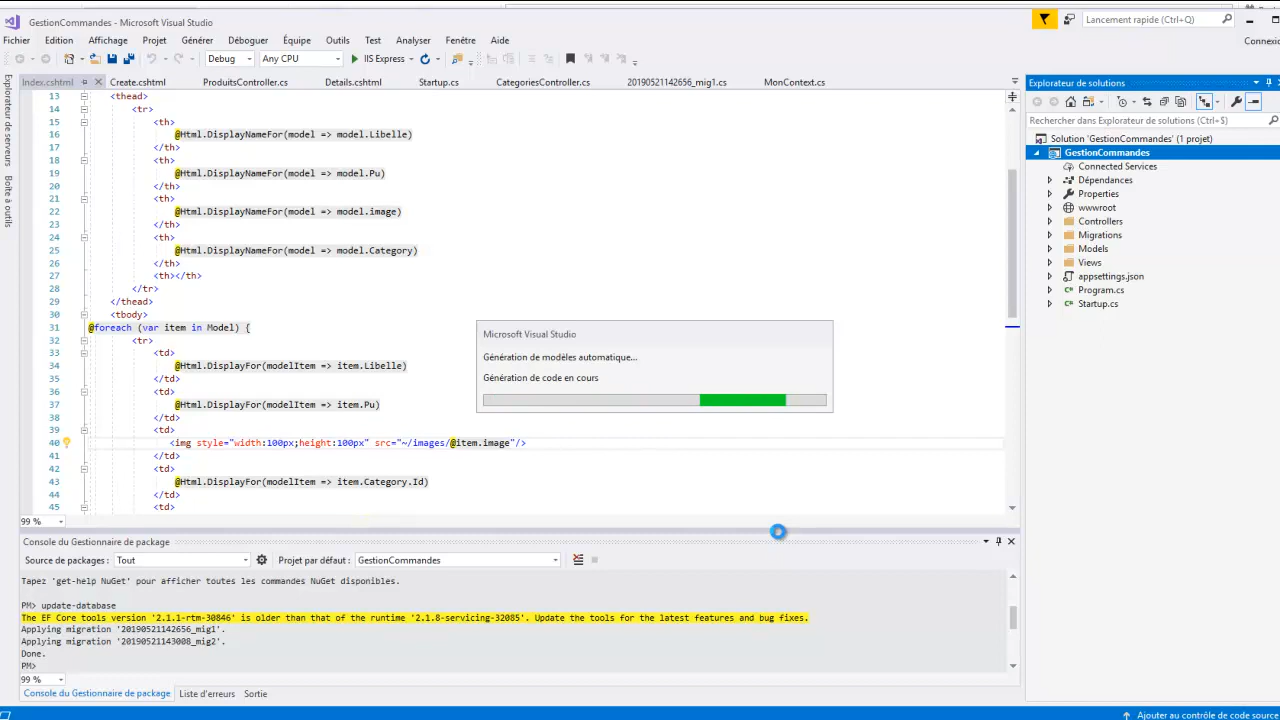 GestionCommandes - Microsoft Visual Studio
Lancement rapide (Ctrl+Q)
Fichier Edition Affichage Projet Générer Déboguer Équipe Outils Test Analyser Fenêtre Aide
Connexio
Debug Any CPU IIS Express
Index.cshtml Create.cshtml ProduitsController.cs Details.cshtml Startup.cs CategoriesController.cs 20190521142656_mig1.cs MonContext.cs
Explorateur de serveurs
Boîte à outils
13 <thead>
14 <tr>
15 <th>
16 @Html.DisplayNameFor(model => model.Libelle)
17 </th>
18 <th>
19 @Html.DisplayNameFor(model => model.Pu)
20 </th>
21 <th>
22 @Html.DisplayNameFor(model => model.image)
23 </th>
24 <th>
25 @Html.DisplayNameFor(model => model.Category)
26 </th>
27 <th></th>
28 </tr>
29 </thead>
30 <tbody>
31 @foreach (var item in Model) {
32 <tr>
33 <td>
34 @Html.DisplayFor(modelItem => item.Libelle)
35 </td>
36 <td>
37 @Html.DisplayFor(modelItem => item.Pu)
38 </td>
39 <td>
40 <img style="width:100px;height:100px" src="~/images/@item.image"/>
41 </td>
42 <td>
43 @Html.DisplayFor(modelItem => item.Category.Id)
44 </td>
45 <td>
99 %
Microsoft Visual Studio
Génération de modèles automatique...
Génération de code en cours
Console du Gestionnaire de package
Source de packages : Tout Projet par défaut : GestionCommandes
Tapez 'get-help NuGet' pour afficher toutes les commandes NuGet disponibles.
PM> update-database
The EF Core tools version '2.1.1-rtm-30846' is older than that of the runtime '2.1.8-servicing-32085'. Update the tools for the latest features and bug fixes.
Applying migration '20190521142656_mig1'.
Applying migration '20190521143008_mig2'.
Done.
PM>
99 %
Console du Gestionnaire de package Liste d'erreurs Sortie
Explorateur de solutions
Rechercher dans Explorateur de solutions (Ctrl+$)
Solution 'GestionCommandes' (1 projet)
GestionCommandes
Connected Services
Dépendances
Properties
wwwroot
Controllers
Migrations
Models
Views
appsettings.json
Program.cs
Startup.cs
Ajouter au contrôle de code source